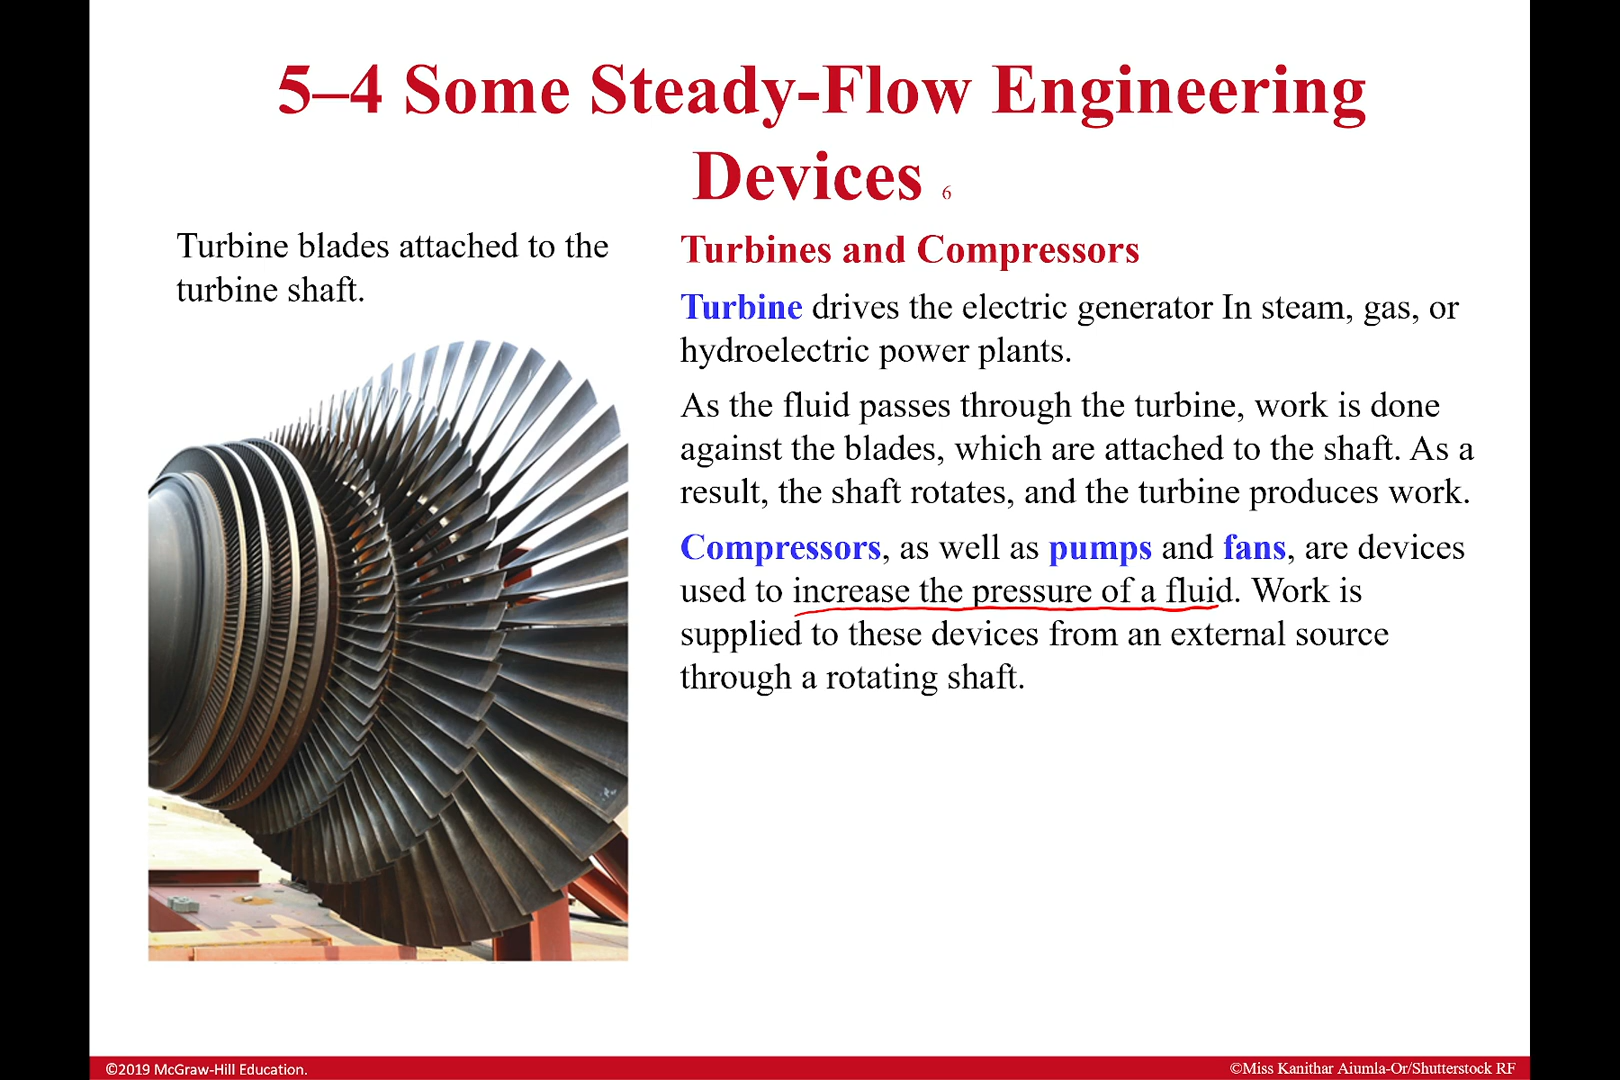 5–4 Some Steady-Flow Engineering
Devices 6
Turbine blades attached to the
turbine shaft.
Turbines and Compressors
Turbine drives the electric generator In steam, gas, or
hydroelectric power plants.
As the fluid passes through the turbine, work is done
against the blades, which are attached to the shaft. As a
result, the shaft rotates, and the turbine produces work.
Compressors, as well as pumps and fans, are devices
used to increase the pressure of a fluid. Work is
supplied to these devices from an external source
through a rotating shaft.
©2019 McGraw-Hill Education.
©Miss Kanithar Aiumla-Or/Shutterstock RF